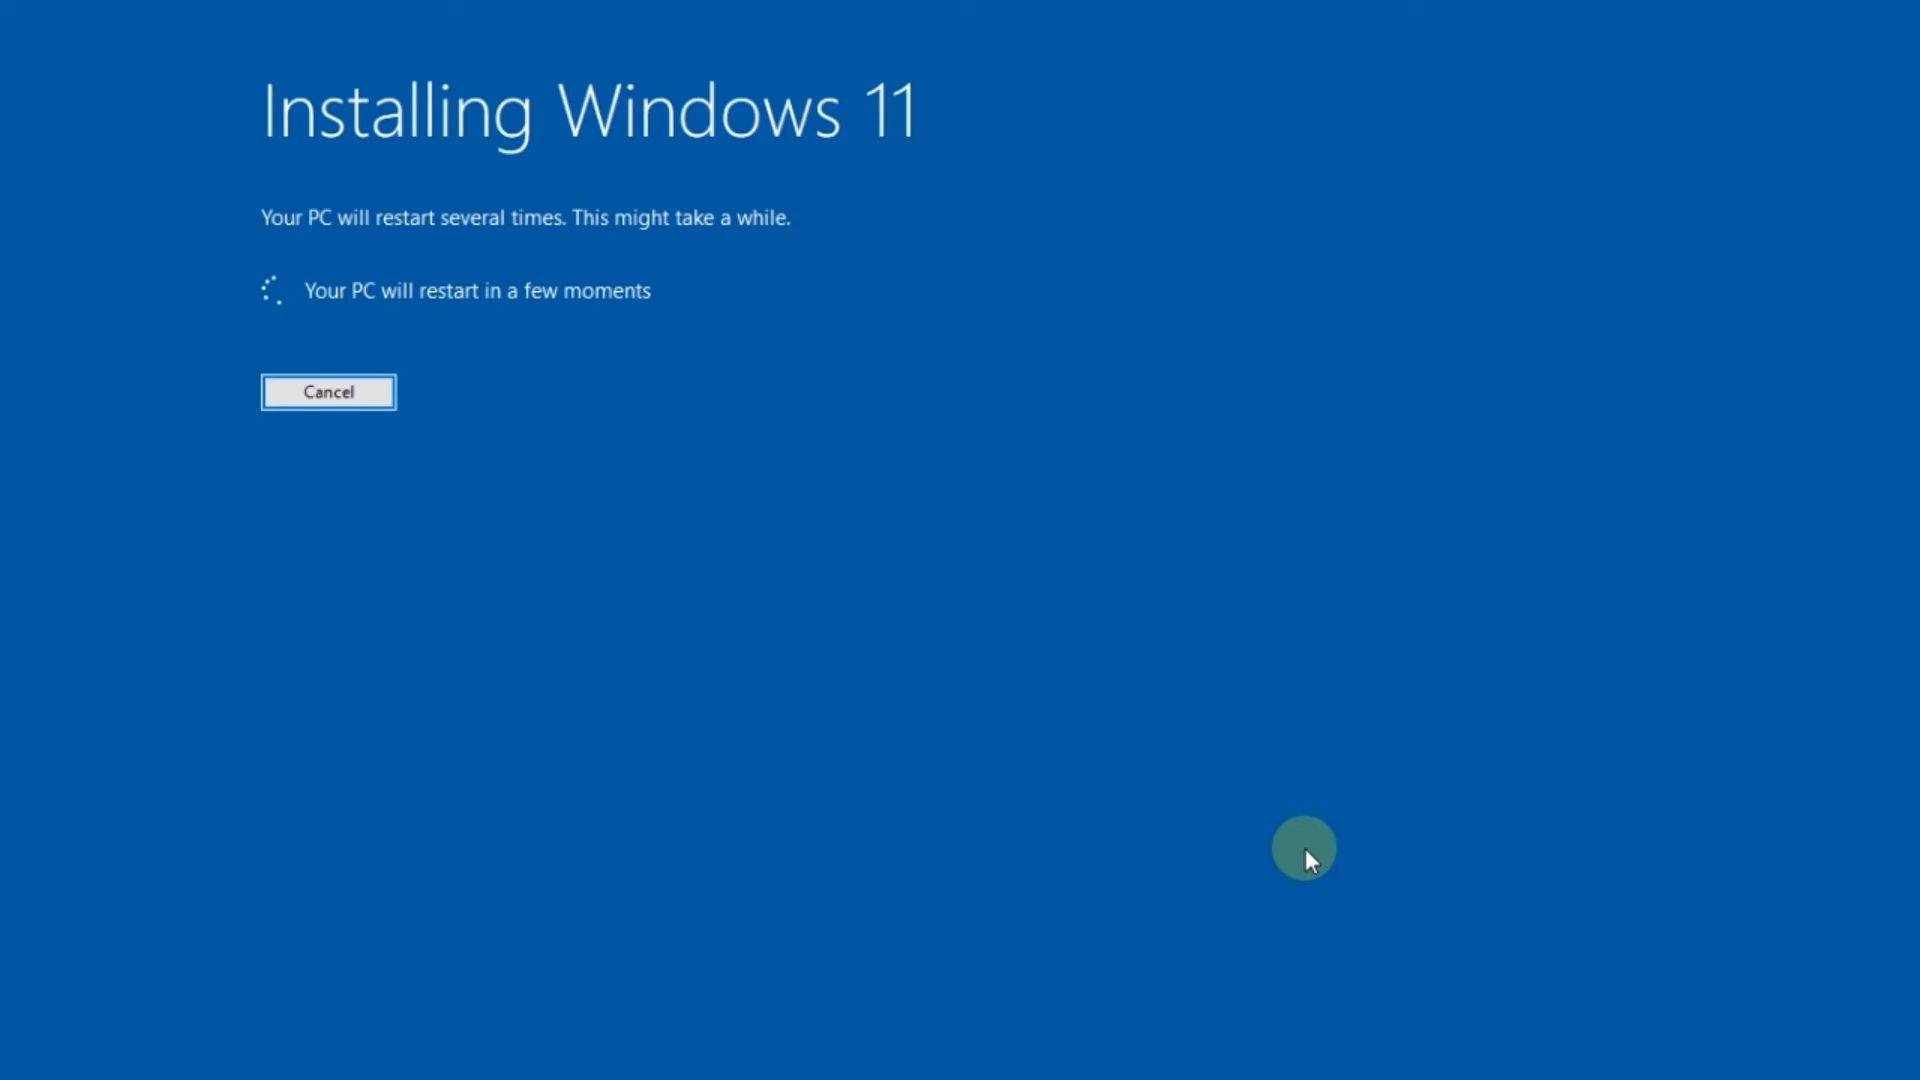 Installing Windows 11
Your PC will restart several times. This might take a while.
Your PC will restart in a few moments
Cancel